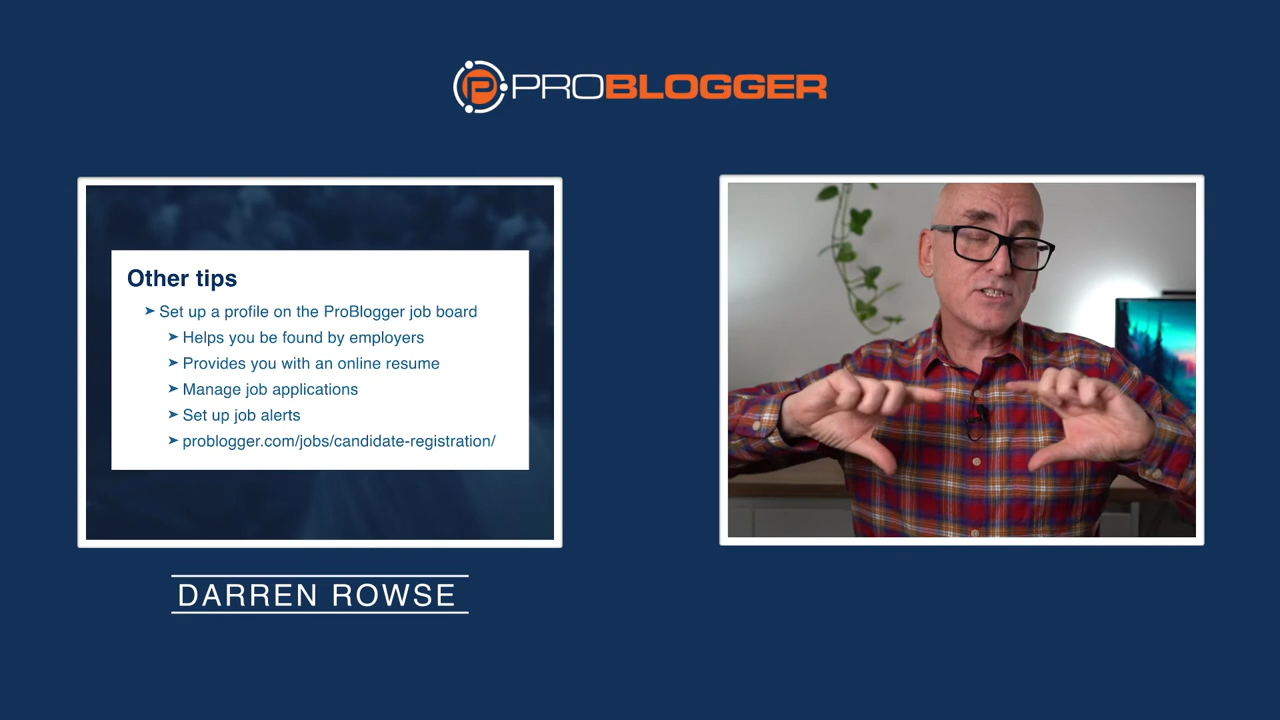 PROBLOGGER
Other tips
➤ Set up a profile on the ProBlogger job board
➤ Helps you be found by employers
➤ Provides you with an online resume
➤ Manage job applications
➤ Set up job alerts
➤ problogger.com/jobs/candidate-registration/
DARREN ROWSE